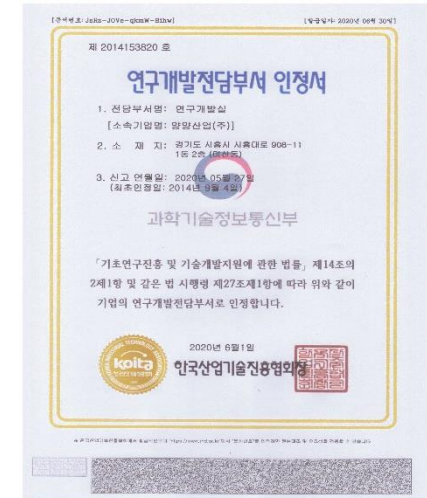 제 2014153820 호
연구개발전담부서 인정서
1. 전담부서명: 연구개발실
[소속기업명: 양양산업(주)]
2. 소 재 지: 경기도 시흥시 시흥대로 908-11
1동 2층
3. 신고 연월일: 2020년 05월 27일
(최초인정일: 2014년 9월 4일)
과학기술정보통신부
「기초연구진흥 및 기술개발지원에 관한 법률」 제14조의
2제1항 및 같은 법 시행령 제27조제1항에 따라 위와 같이
기업의 연구개발전담부서로 인정합니다.
2020년 6월1일
koita
한국산업기술진흥협회장